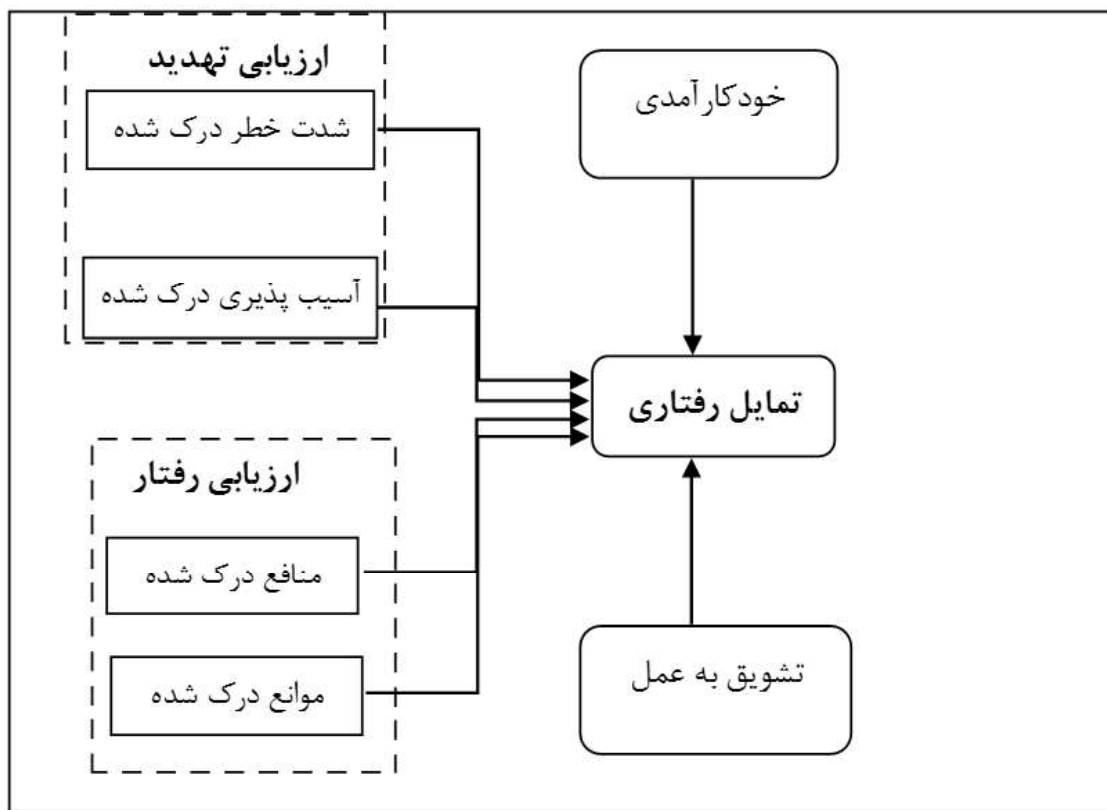 ارزیابی تهدید
شدت خطر درک شده
آسیب پذیری درک شده
ارزیابی رفتار
منافع درک شده
موانع درک شده
خودکارآمدی
تمایل رفتاری
تشویق به عمل